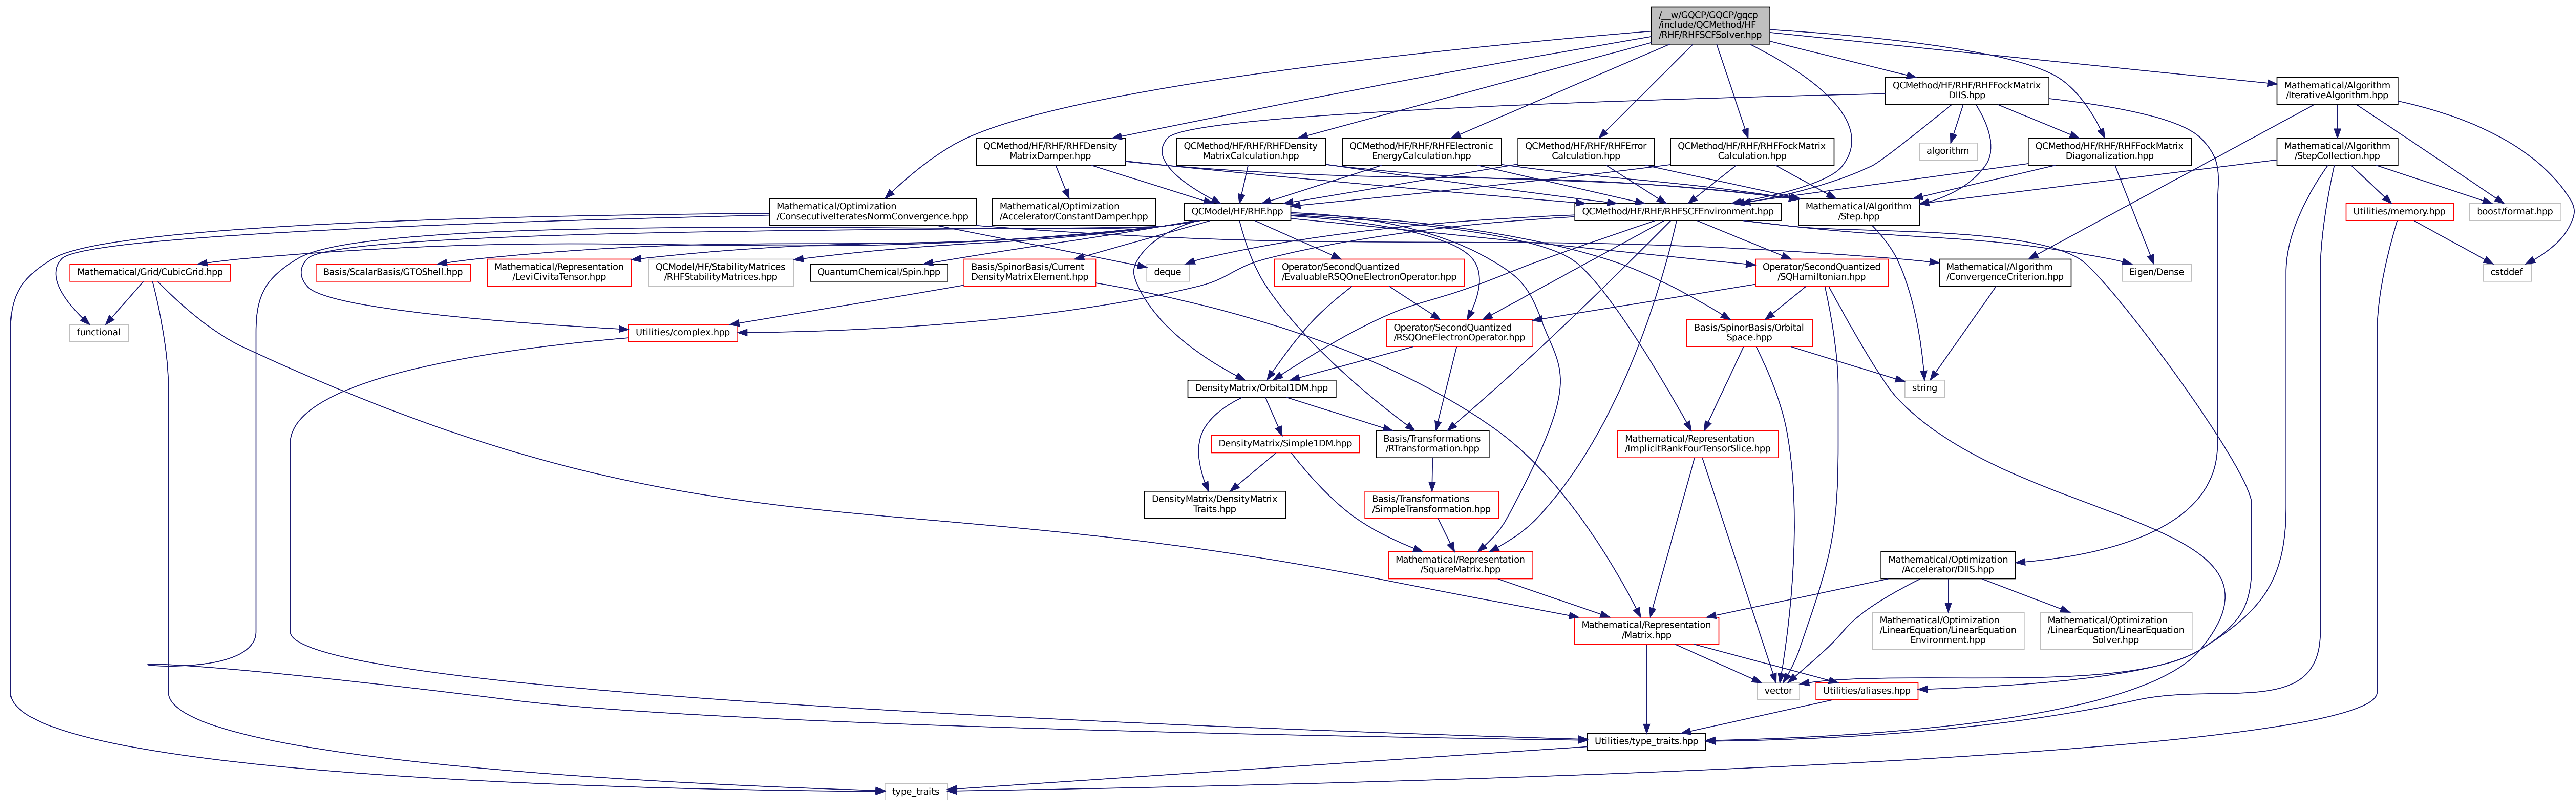 /__w/GQCP/GQCP/gqcp
/include/QCMethod/HF
/RHF/RHFSCFSolver.hpp
QCMethod/HF/RHF/RHFFockMatrix
DIIS.hpp
Mathematical/Algorithm
/IterativeAlgorithm.hpp
QCMethod/HF/RHF/RHFDensity
MatrixDamper.hpp
QCMethod/HF/RHF/RHFDensity
MatrixCalculation.hpp
QCMethod/HF/RHF/RHFElectronic
EnergyCalculation.hpp
QCMethod/HF/RHF/RHFError
Calculation.hpp
QCMethod/HF/RHF/RHFFockMatrix
Calculation.hpp
algorithm
QCMethod/HF/RHF/RHFFockMatrix
Diagonalization.hpp
Mathematical/Algorithm
/StepCollection.hpp
Mathematical/Optimization
/ConsecutiveIteratesNormConvergence.hpp
Mathematical/Optimization
/Accelerator/ConstantDamper.hpp
QCModel/HF/RHF.hpp
QCMethod/HF/RHF/RHFSCFEnvironment.hpp
Mathematical/Algorithm
/Step.hpp
Utilities/memory.hpp
boost/format.hpp
Mathematical/Grid/CubicGrid.hpp
Basis/ScalarBasis/GTOShell.hpp
Mathematical/Representation
/LeviCivitaTensor.hpp
QCModel/HF/StabilityMatrices
/RHFStabilityMatrices.hpp
QuantumChemical/Spin.hpp
Basis/SpinorBasis/Current
DensityMatrixElement.hpp
deque
Operator/SecondQuantized
/EvaluableRSQOneElectronOperator.hpp
Operator/SecondQuantized
/SQHamiltonian.hpp
Mathematical/Algorithm
/ConvergenceCriterion.hpp
Eigen/Dense
cstddef
functional
Utilities/complex.hpp
Operator/SecondQuantized
/RSQOneElectronOperator.hpp
Basis/SpinorBasis/Orbital
Space.hpp
DensityMatrix/Orbital1DM.hpp
string
DensityMatrix/Simple1DM.hpp
Basis/Transformations
/RTransformation.hpp
Mathematical/Representation
/ImplicitRankFourTensorSlice.hpp
DensityMatrix/DensityMatrix
Traits.hpp
Basis/Transformations
/SimpleTransformation.hpp
Mathematical/Representation
/SquareMatrix.hpp
Mathematical/Optimization
/Accelerator/DIIS.hpp
Mathematical/Representation
/Matrix.hpp
Mathematical/Optimization
/LinearEquation/LinearEquation
Environment.hpp
Mathematical/Optimization
/LinearEquation/LinearEquation
Solver.hpp
vector
Utilities/aliases.hpp
Utilities/type_traits.hpp
type_traits